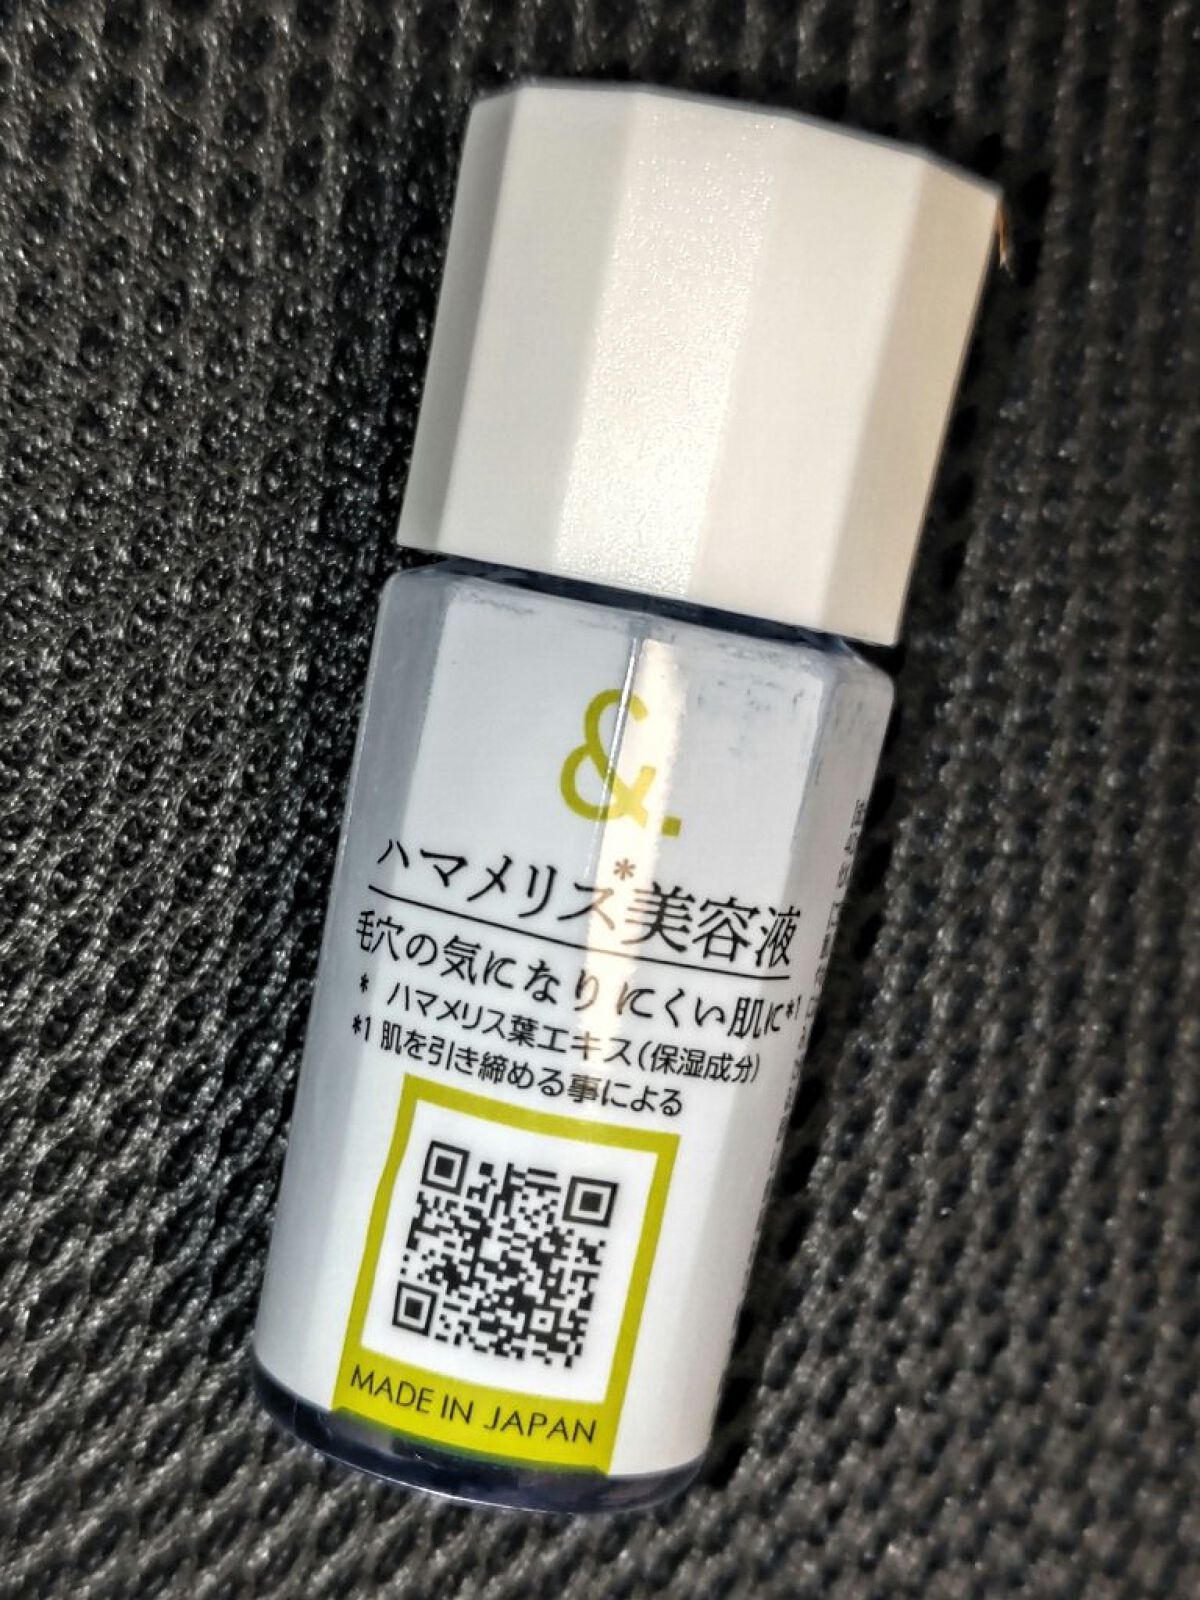 &.
ハマメリス*美容液
毛穴の気になりにくい肌に*1
* ハマメリス葉エキス(保湿成分)
*1 肌を引き締める事による
MADE IN JAPAN